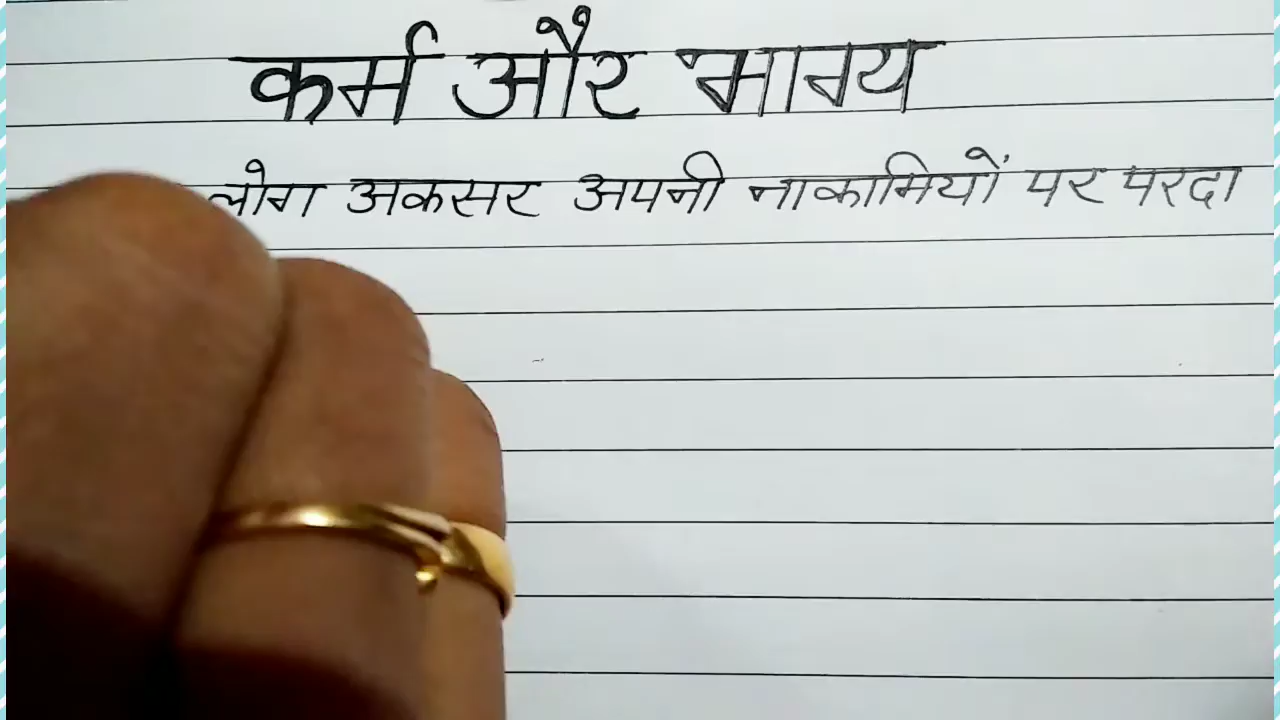 कर्म और भाग्य
लोग अकसर अपनी नाकामियों पर परदा